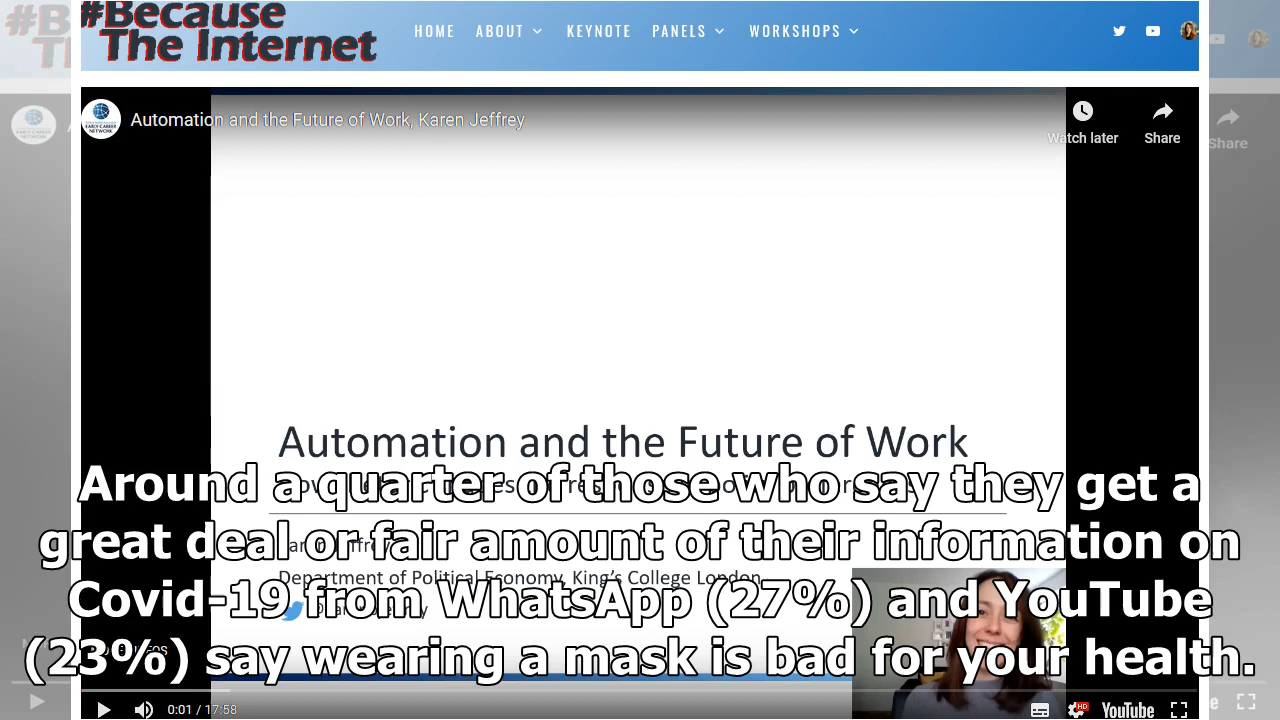 #Because
The Internet
HOME ABOUT KEYNOTE PANELS WORKSHOPS
Automation and the Future of Work, Karen Jeffrey
Watch later
Share
Share
Automation and the Future of Work
Around a quarter of those who say they get a
great deal or fair amount of their information on
Department of Political Economy, King's College London
Covid-19 from WhatsApp (27%) and YouTube
(23%) say wearing a mask is bad for your health.
0:01 / 17:58
HD
YouTube